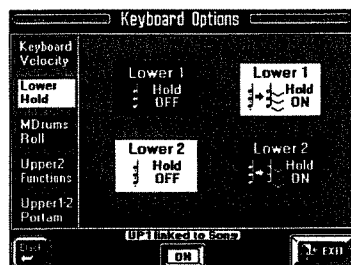 Keyboard Options
Keyboard
Velocity
Lower
Hold
MDrums
Roll
Upper2
Functions
Upper1-2
Portam
Lower 1
Hold
OFF
Lower 1
Hold
ON
Lower 2
Hold
OFF
Lower 2
Hold
ON
UP1 linked to Song
ON
EXIT